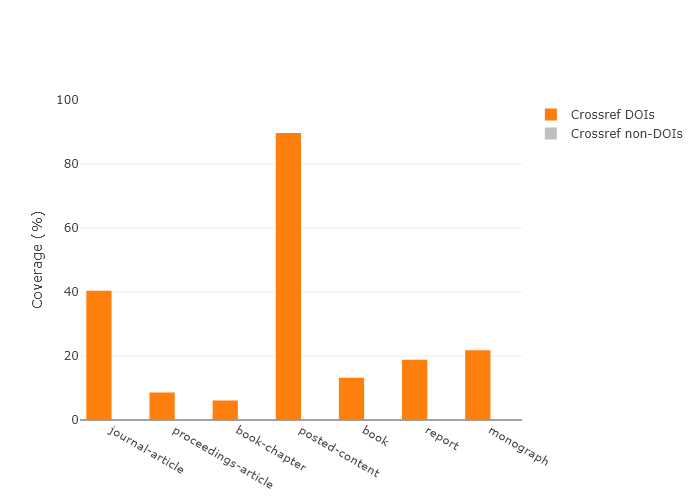 100
80
60
40
20
0
Coverage (%)
journal-article
proceedings-article
book-chapter
posted-content
book
report
monograph
Crossref DOIs
Crossref non-DOIs